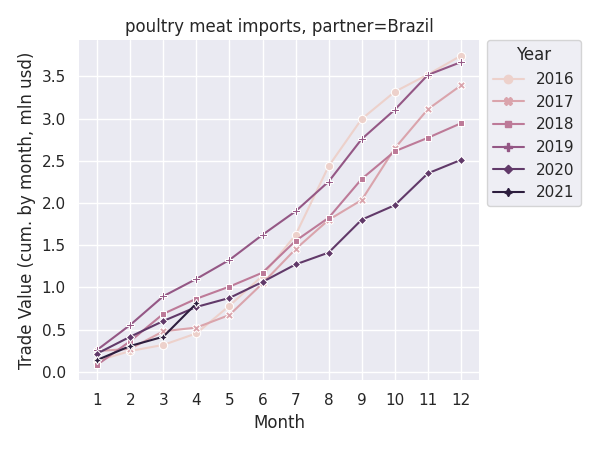 poultry meat imports, partner=Brazil
Trade Value (cum. by month, mln usd)
3.5
3.0
2.5
2.0
1.5
1.0
0.5
0.0
1 2 3 4 5 6 7 8 9 10 11 12
Month
Year
2016
2017
2018
2019
2020
2021